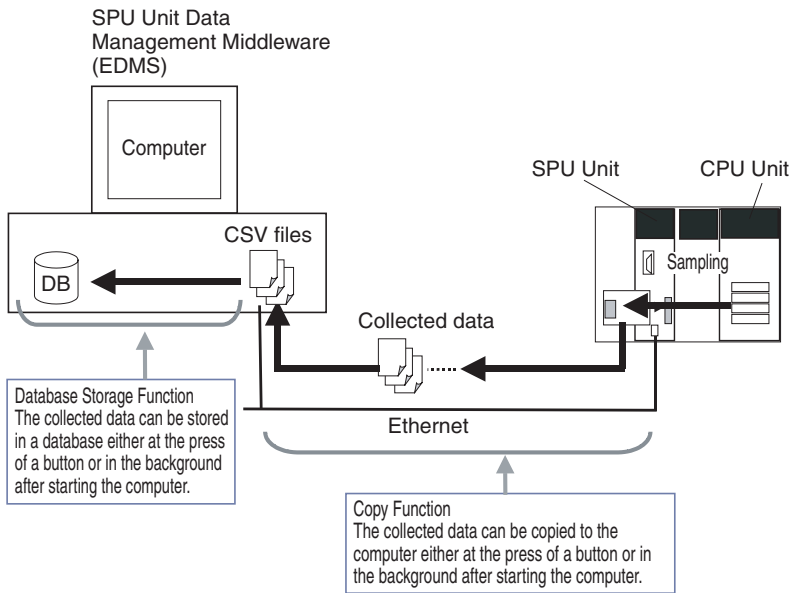 SPU Unit Data
Management Middleware
(EDMS)
Computer
SPU Unit
CPU Unit
CSV files
Sampling
DB
Collected data
Ethernet
Database Storage Function
The collected data can be stored
in a database either at the press
of a button or in the background
after starting the computer.
Copy Function
The collected data can be copied to the
computer either at the press of a button or in
the background after starting the computer.